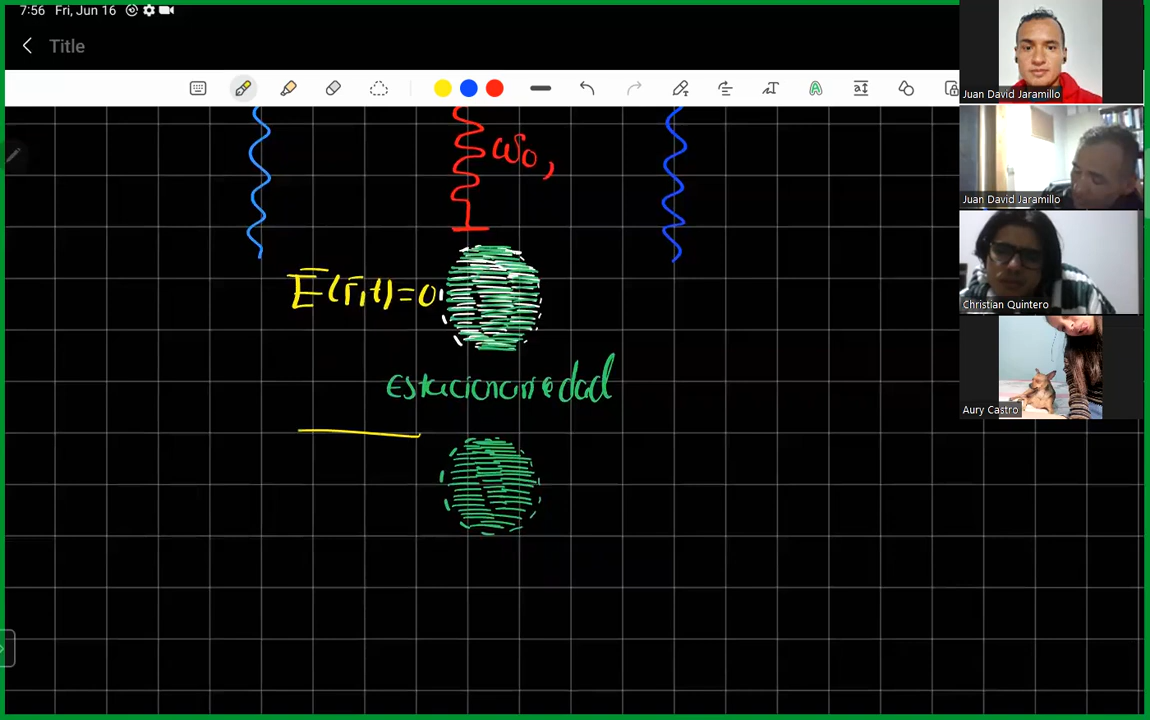 7:56 Fri, Jun 16
Title
ω₀,
E̅(r̅,t)=0
Estacionariedad
Juan David Jaramillo
Juan David Jaramillo
Christian Quintero
Aury Castro